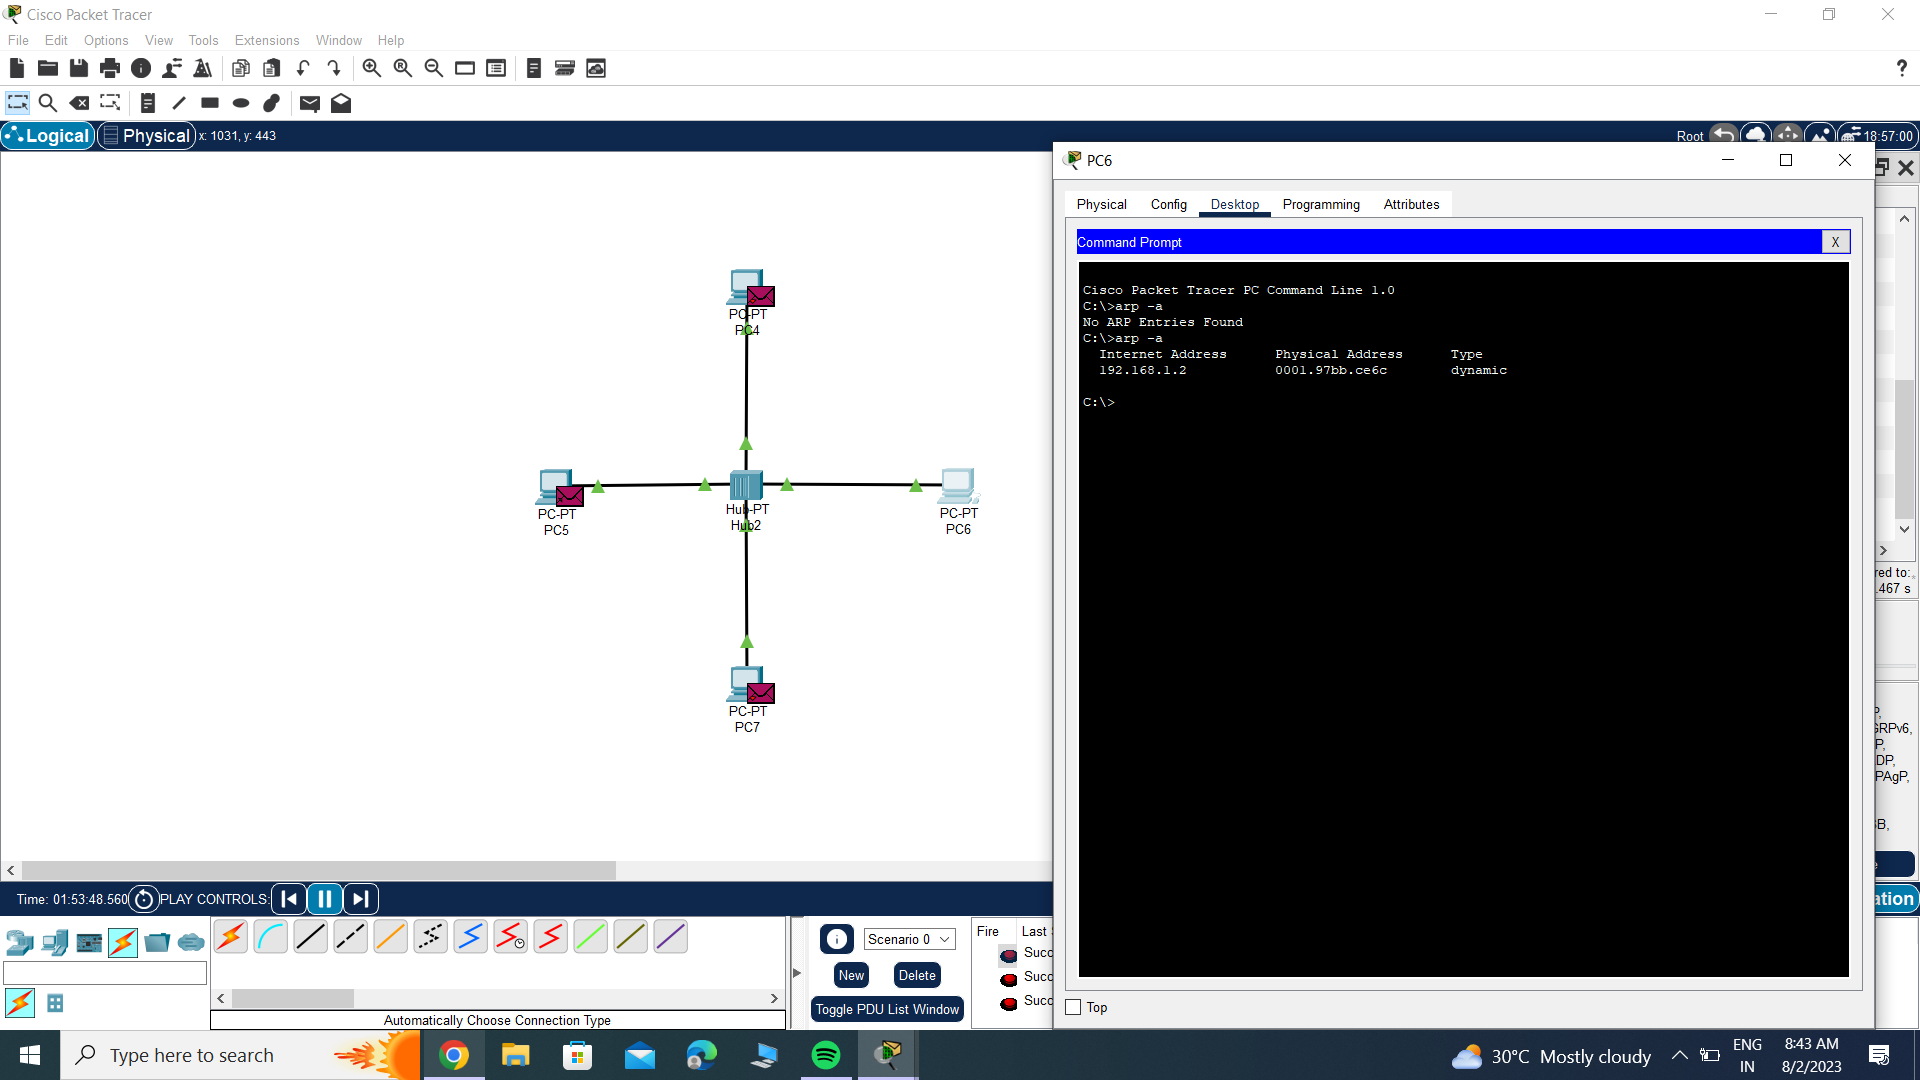 Cisco Packet Tracer
File Edit Options View Tools Extensions Window Help
?
Logical Physical x: 1031, y: 443
Root 18:57:00
PC6
Physical Config Desktop Programming Attributes
Command Prompt X
Cisco Packet Tracer PC Command Line 1.0
C:\>arp -a
No ARP Entries Found
C:\>arp -a
Internet Address Physical Address Type
192.168.1.2 0001.97bb.ce6c dynamic
C:\>
Top
PC-PT
PC4
PC-PT
PC5
Hub-PT
Hub2
PC-PT
PC6
PC-PT
PC7
red to:
.467 s
P,
GRPv6,
P,
DP,
PAgP,
B,
ation
Time: 01:53:48.560 PLAY CONTROLS:
Scenario 0
New Delete
Toggle PDU List Window
Fire Last
Succ
Succ
Succ
Automatically Choose Connection Type
Type here to search
30°C Mostly cloudy
ENG
IN
8:43 AM
8/2/2023